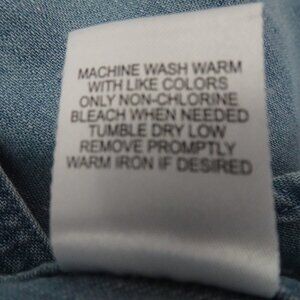 MACHINE WASH WARM
WITH LIKE COLORS
ONLY NON-CHLORINE
BLEACH WHEN NEEDED
TUMBLE DRY LOW
REMOVE PROMPTLY
WARM IRON IF DESIRED